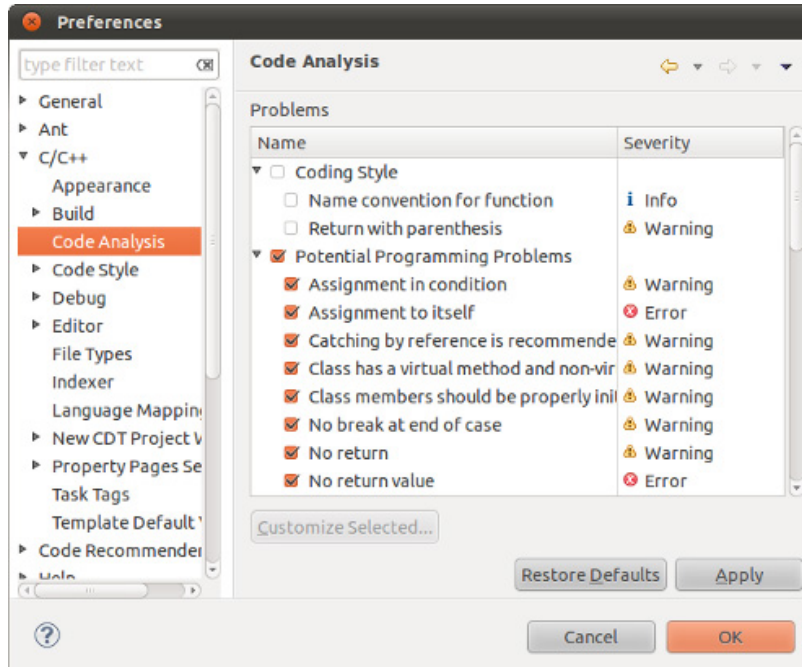 Preferences
type filter text
General
Ant
C/C++
Appearance
Build
Code Analysis
Code Style
Debug
Editor
File Types
Indexer
Language Mapping
New CDT Project W
Property Pages Se
Task Tags
Template Default
Code Recommender
Help
Code Analysis
Problems
Name Severity
Coding Style
Name convention for function Info
Return with parenthesis Warning
Potential Programming Problems
Assignment in condition Warning
Assignment to itself Error
Catching by reference is recommende Warning
Class has a virtual method and non-vir Warning
Class members should be properly init Warning
No break at end of case Warning
No return Warning
No return value Error
Customize Selected...
Restore Defaults Apply
Cancel OK